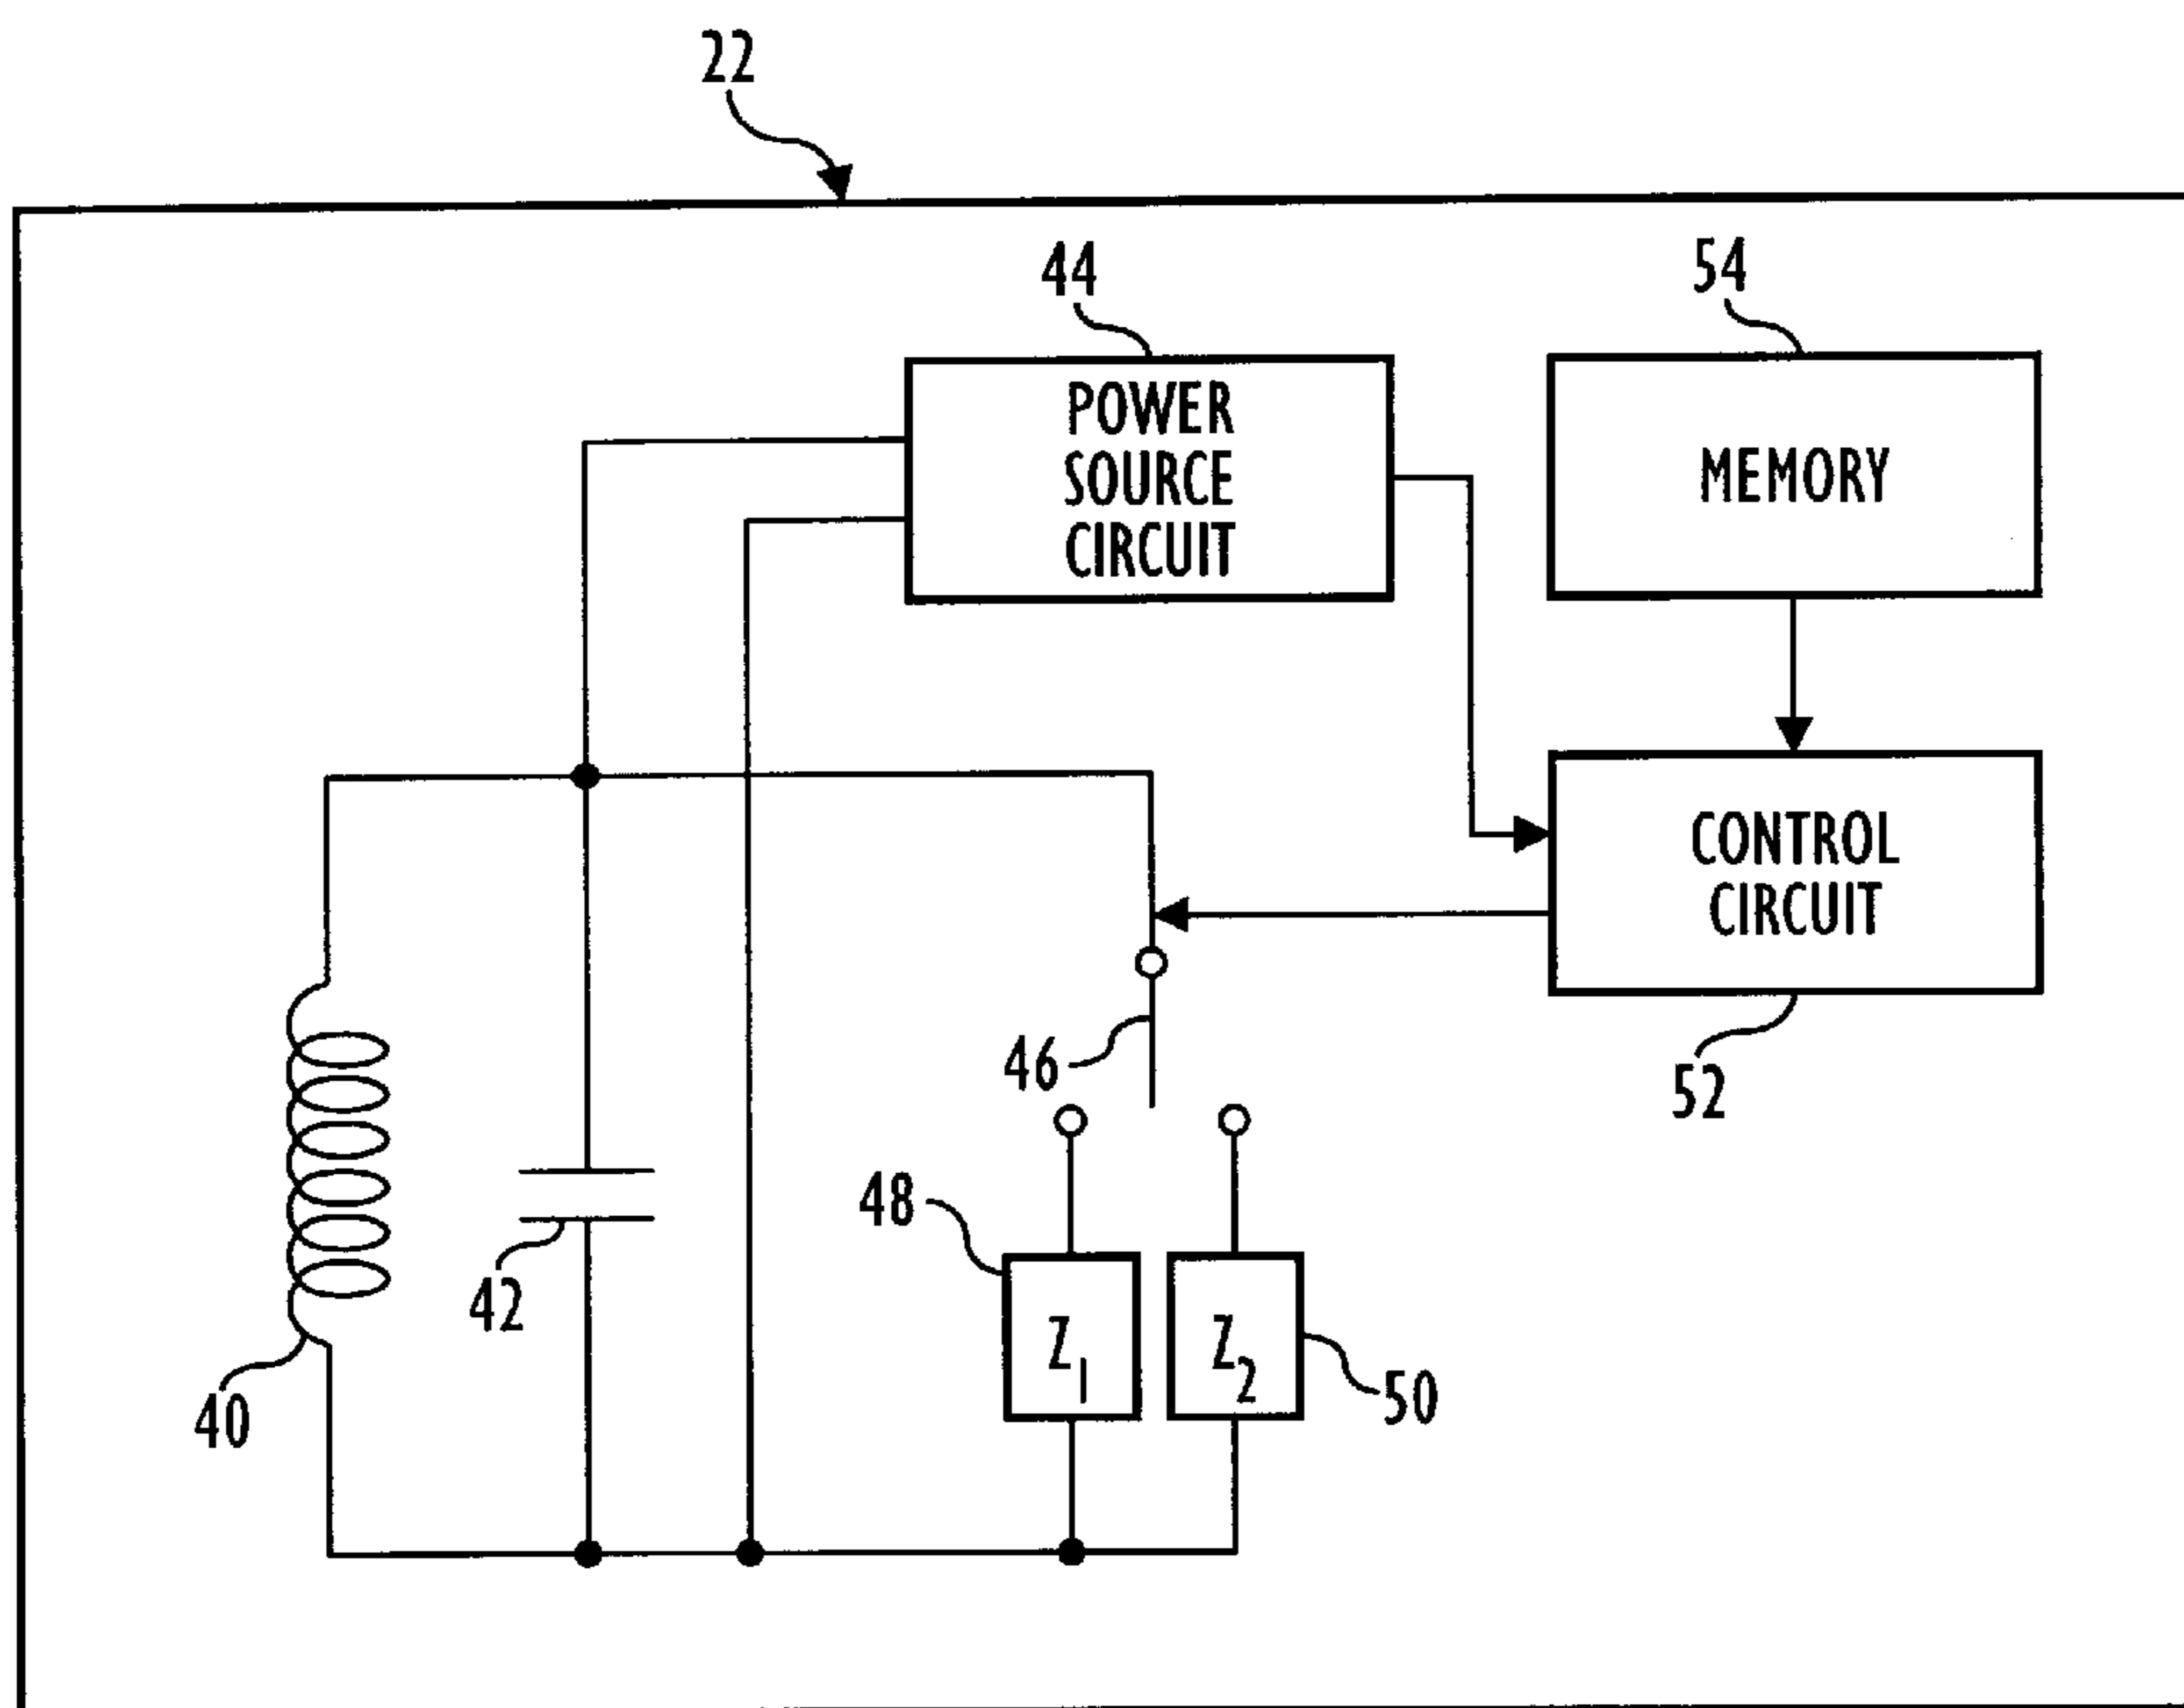 22
44
54
POWER
SOURCE
CIRCUIT
MEMORY
CONTROL
CIRCUIT
46
52
48
42
Z1
Z2
50
40